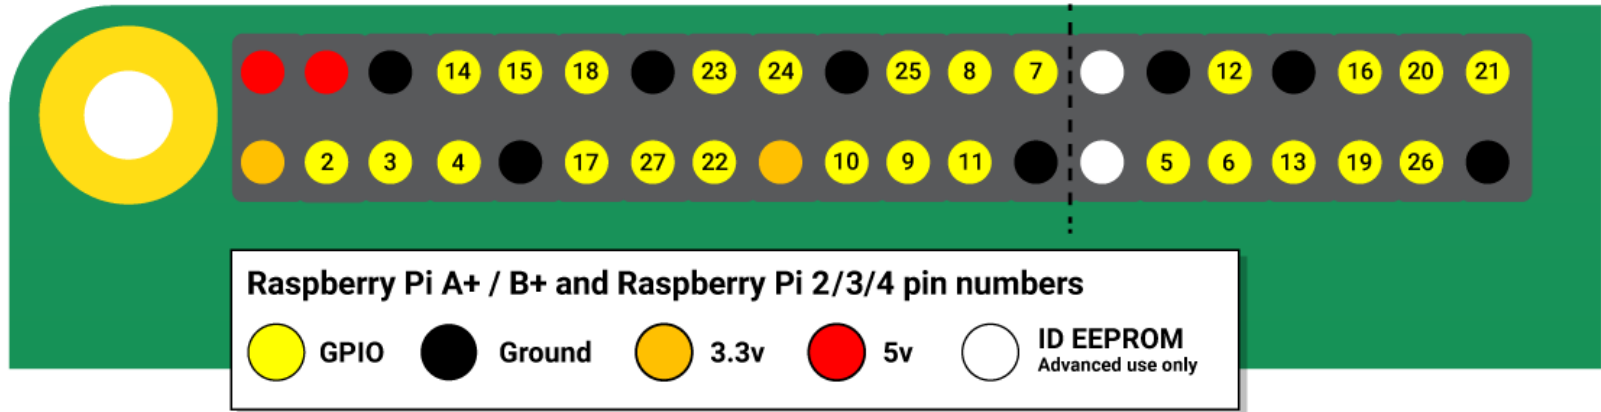 14 15 18 23 24 25 8 7 12 16 20 21
2 3 4 17 27 22 10 9 11 5 6 13 19 26
Raspberry Pi A+ / B+ and Raspberry Pi 2/3/4 pin numbers
GPIO Ground 3.3v 5v ID EEPROM
Advanced use only